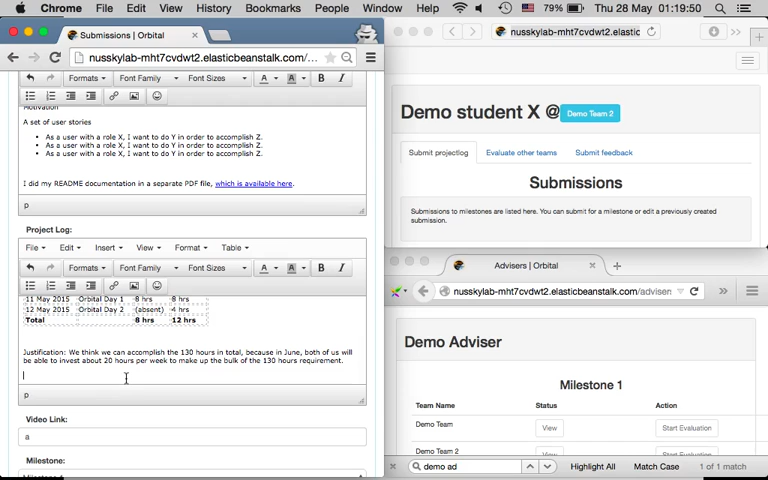 Chrome File Edit View History Bookmarks People Window Help 79% Thu 28 May 01:19:50
Submissions | Orbital
nusskylab-mht7cvdwt2.elasticbeanstalk.com/...
Formats Font Family Font Sizes A A B I
Motivation
A set of user stories
As a user with a role X, I want to do Y in order to accomplish Z.
As a user with a role X, I want to do Y in order to accomplish Z.
As a user with a role X, I want to do Y in order to accomplish Z.
I did my README documentation in a separate PDF file, which is available here.
p
Project Log:
File Edit Insert View Format Table
Formats Font Family Font Sizes A A B I
11 May 2015 Orbital Day 1 8 hrs 8 hrs
12 May 2015 Orbital Day 2 (absent) 4 hrs
Total 8 hrs 12 hrs
Justification: We think we can accomplish the 130 hours in total, because in June, both of us will
be able to invest about 20 hours per week to make up the bulk of the 130 hours requirement.
p
Video Link:
a
Milestone:
nusskylab-mht7cvdwt2.elastic
Demo student X @ Demo Team 2
Submit projectlog Evaluate other teams Submit feedback
Submissions
Submissions to milestones are listed here. You can submit for a milestone or edit a previously created
submission.
Advisers | Orbital
nusskylab-mht7cvdwt2.elasticbeanstalk.com/adviser
Demo Adviser
Milestone 1
Team Name Status Action
Demo Team View Start Evaluation
Demo Team 2 View Start Evaluation
demo ad Highlight All Match Case 1 of 1 match